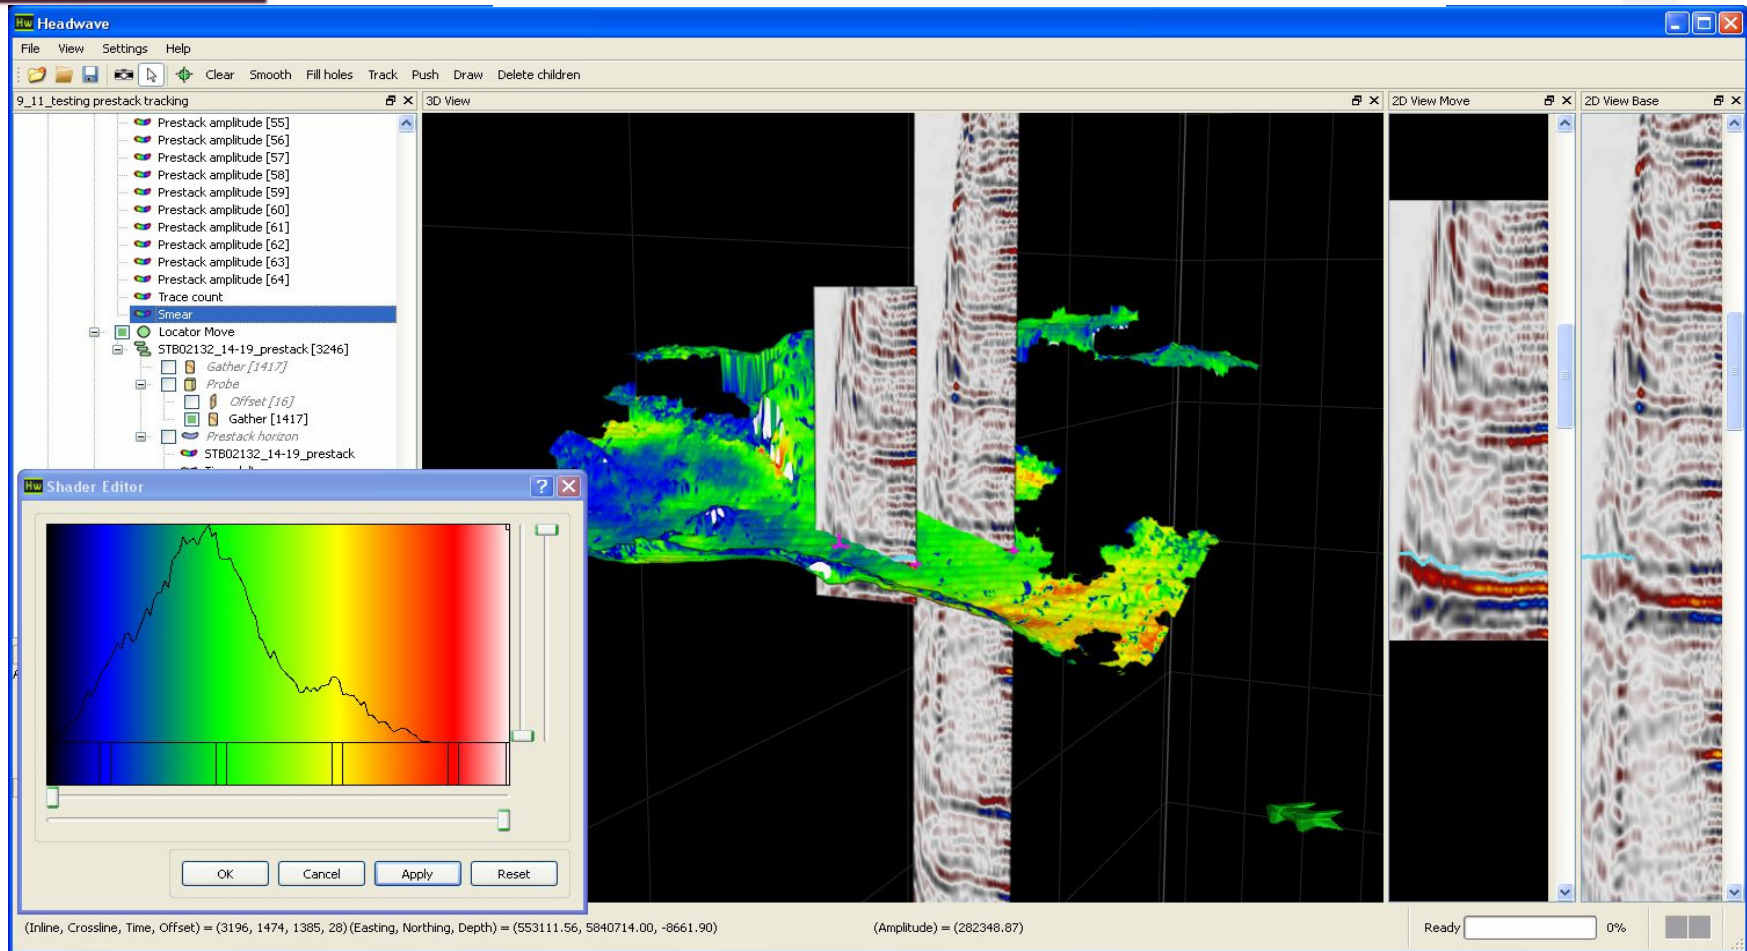 Headwave
File View Settings Help
Clear Smooth Fill holes Track Push Draw Delete children
9_11_testing prestack tracking
3D View
2D View Move
2D View Base
Prestack amplitude [55]
Prestack amplitude [56]
Prestack amplitude [57]
Prestack amplitude [58]
Prestack amplitude [59]
Prestack amplitude [60]
Prestack amplitude [61]
Prestack amplitude [62]
Prestack amplitude [63]
Prestack amplitude [64]
Trace count
Smear
Locator Move
STB02132_14-19_prestack [3246]
Gather [1417]
Probe
Offset [16]
Gather [1417]
Prestack horizon
STB02132_14-19_prestack
Hw Shader Editor
OK Cancel Apply Reset
(Inline, Crossline, Time, Offset) = (3196, 1474, 1385, 28) (Easting, Northing, Depth) = (553111.56, 5840714.00, -8661.90) (Amplitude) = (282348.87) Ready 0%